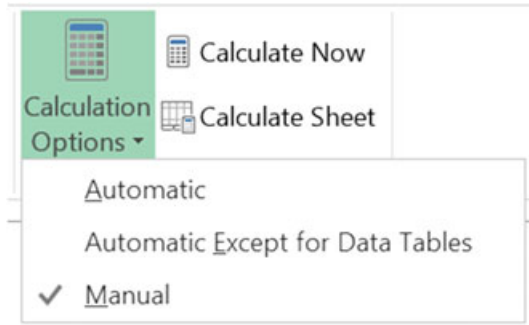 Calculation
Options
Calculate Now
Calculate Sheet
Automatic
Automatic Except for Data Tables
Manual